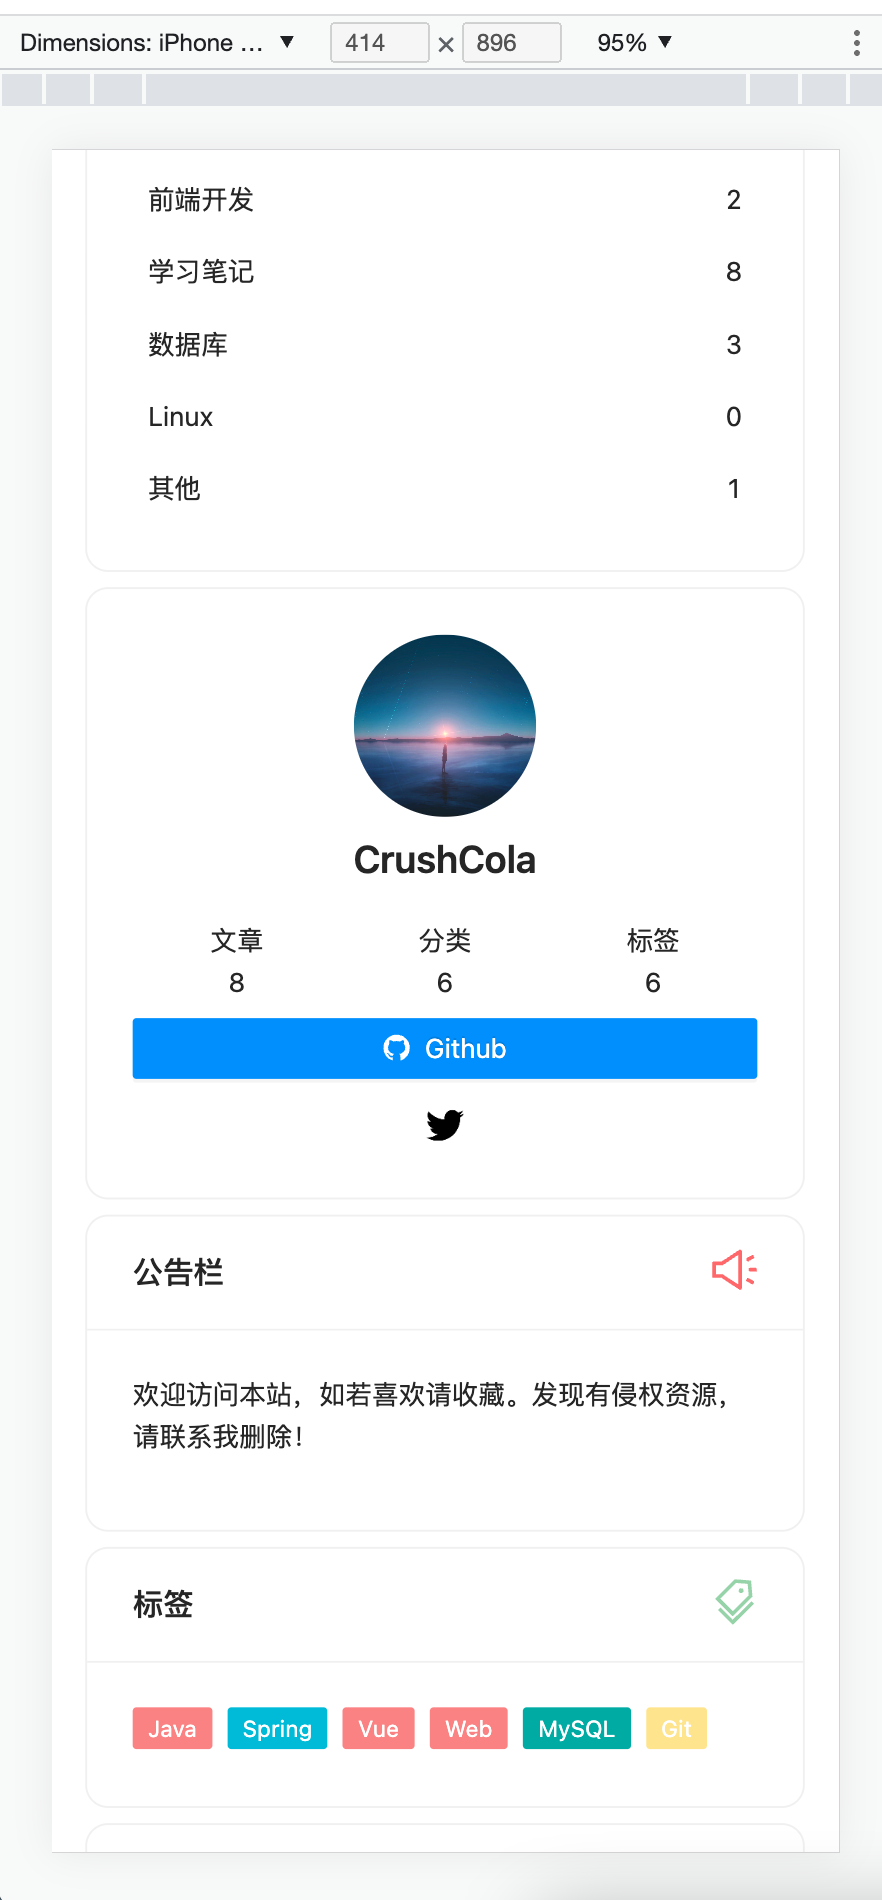 Dimensions: iPhone ... 414 × 896 95%
前端开发 2
学习笔记 8
数据库 3
Linux 0
其他 1
CrushCola
文章 分类 标签
8 6 6
Github
公告栏
欢迎访问本站，如若喜欢请收藏。发现有侵权资源，
请联系我删除！
标签
Java Spring Vue Web MySQL Git